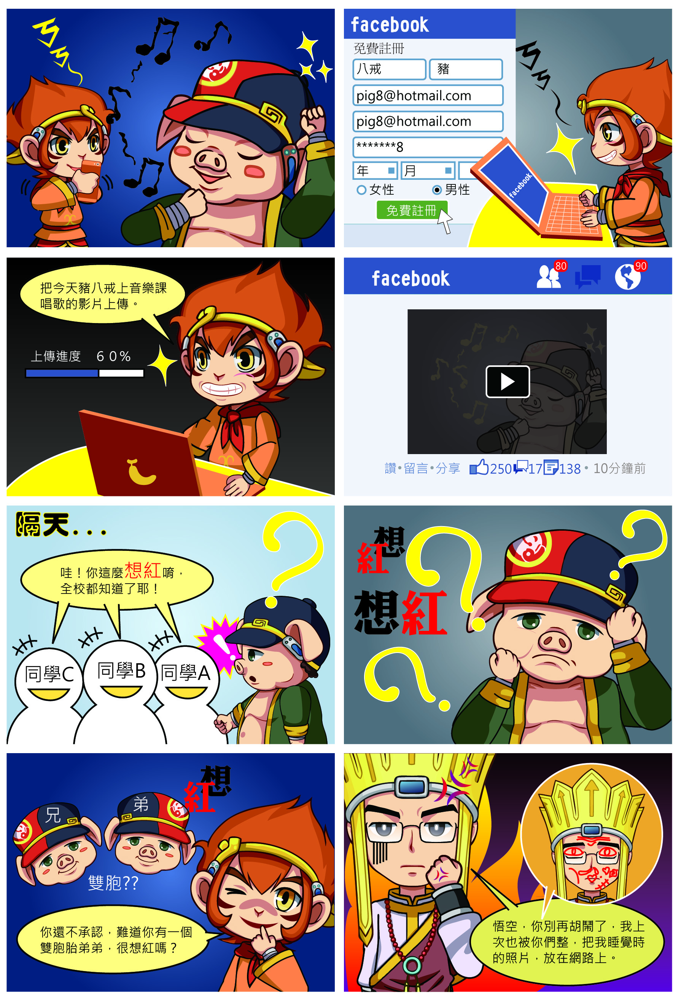 facebook
免費註冊
八戒 豬
pig8@hotmail.com
pig8@hotmail.com
*******8
年 月
女性 男性
免費註冊
facebook
把今天豬八戒上音樂課
唱歌的影片上傳。
上傳進度 60%
facebook 80 90
讚•留言•分享 250 17 138 • 10分鐘前
隔天...
哇！你這麼想紅唷，
全校都知道了耶！
同學C 同學B 同學A
想紅
想紅
想紅
兄 弟
雙胞??
你還不承認，難道你有一個
雙胞胎弟弟，很想紅嗎？
悟空，你別再胡鬧了，我上
次也被你們整，把我睡覺時
的照片，放在網路上。